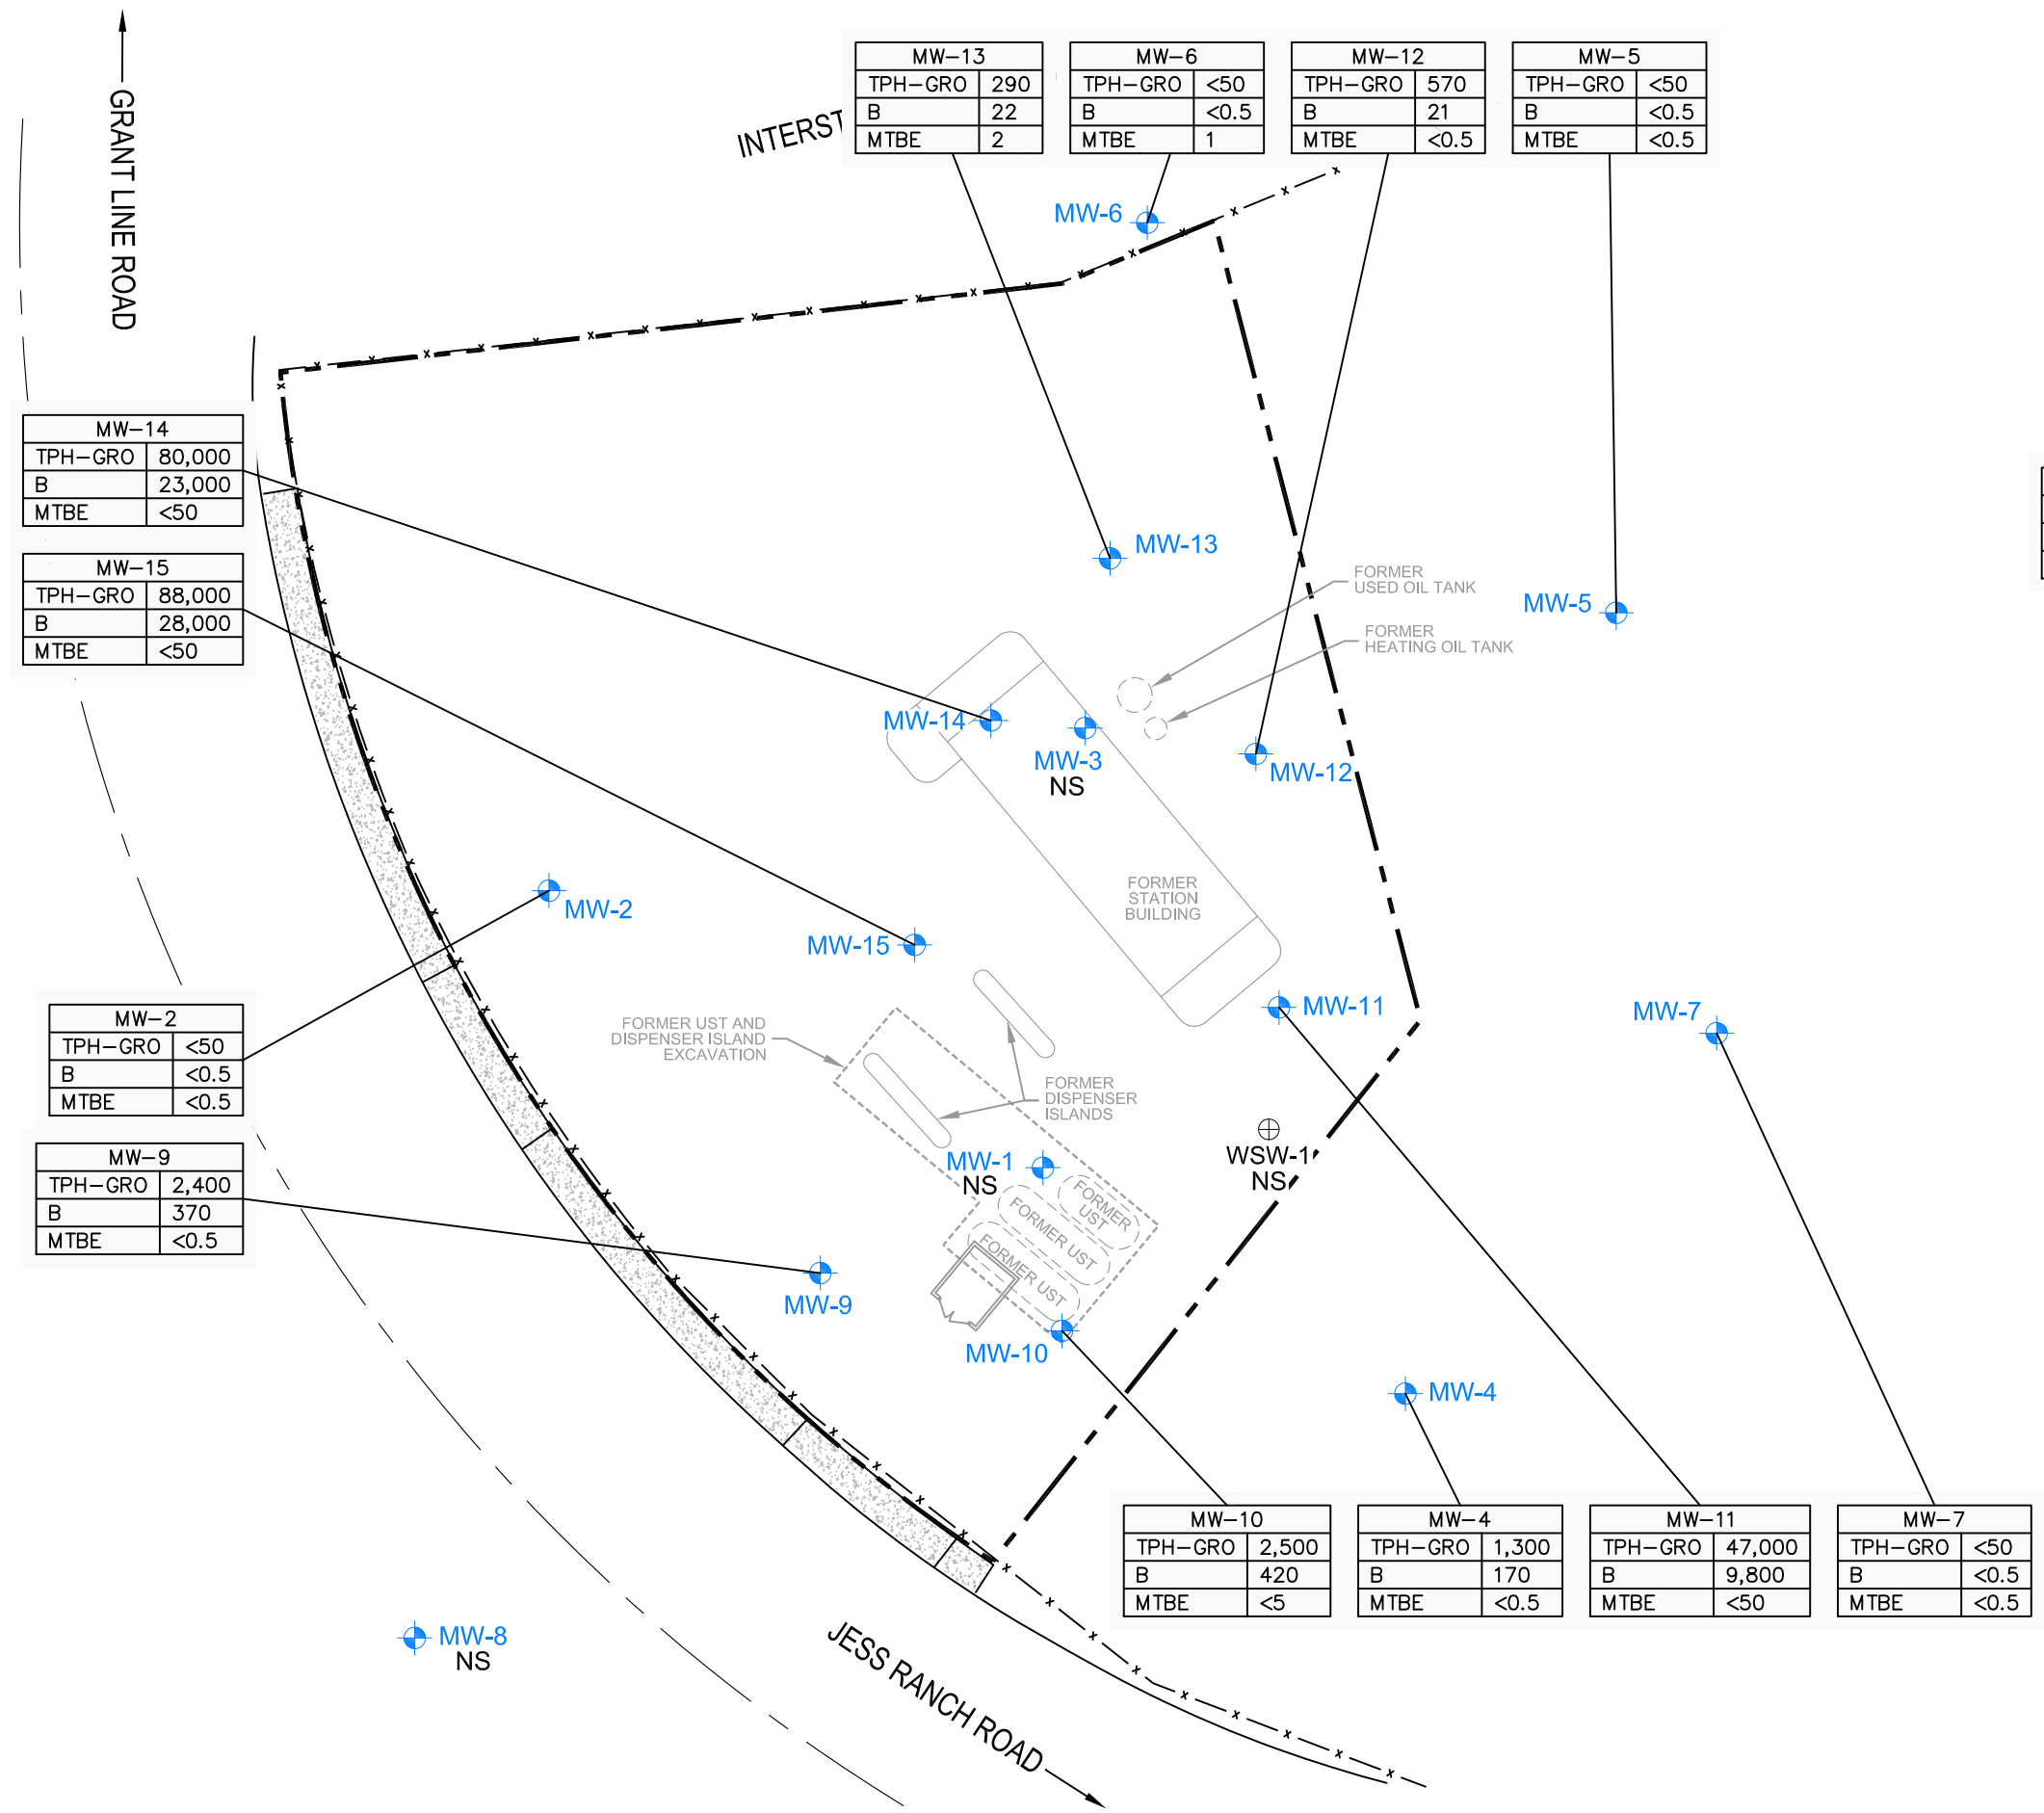 GRANT LINE ROAD
INTERST
MW-13
TPH-GRO 290
B 22
MTBE 2
MW-6
TPH-GRO <50
B <0.5
MTBE 1
MW-12
TPH-GRO 570
B 21
MTBE <0.5
MW-5
TPH-GRO <50
B <0.5
MTBE <0.5
MW-6
MW-14
TPH-GRO 80,000
B 23,000
MTBE <50
MW-15
TPH-GRO 88,000
B 28,000
MTBE <50
MW-13
FORMER
USED OIL TANK
FORMER
HEATING OIL TANK
MW-5
MW-14
MW-3
NS
MW-12
MW-2
FORMER
STATION
BUILDING
MW-15
MW-11
MW-7
FORMER UST AND
DISPENSER ISLAND
EXCAVATION
FORMER
DISPENSER
ISLANDS
MW-2
TPH-GRO <50
B <0.5
MTBE <0.5
MW-9
TPH-GRO 2,400
B 370
MTBE <0.5
WSW-1
NS
MW-1
NS
FORMER
UST
FORMER UST
FORMER UST
MW-9
MW-10
MW-4
MW-10
TPH-GRO 2,500
B 420
MTBE <5
MW-4
TPH-GRO 1,300
B 170
MTBE <0.5
MW-11
TPH-GRO 47,000
B 9,800
MTBE <50
MW-7
TPH-GRO <50
B <0.5
MTBE <0.5
MW-8
NS
JESS RANCH ROAD